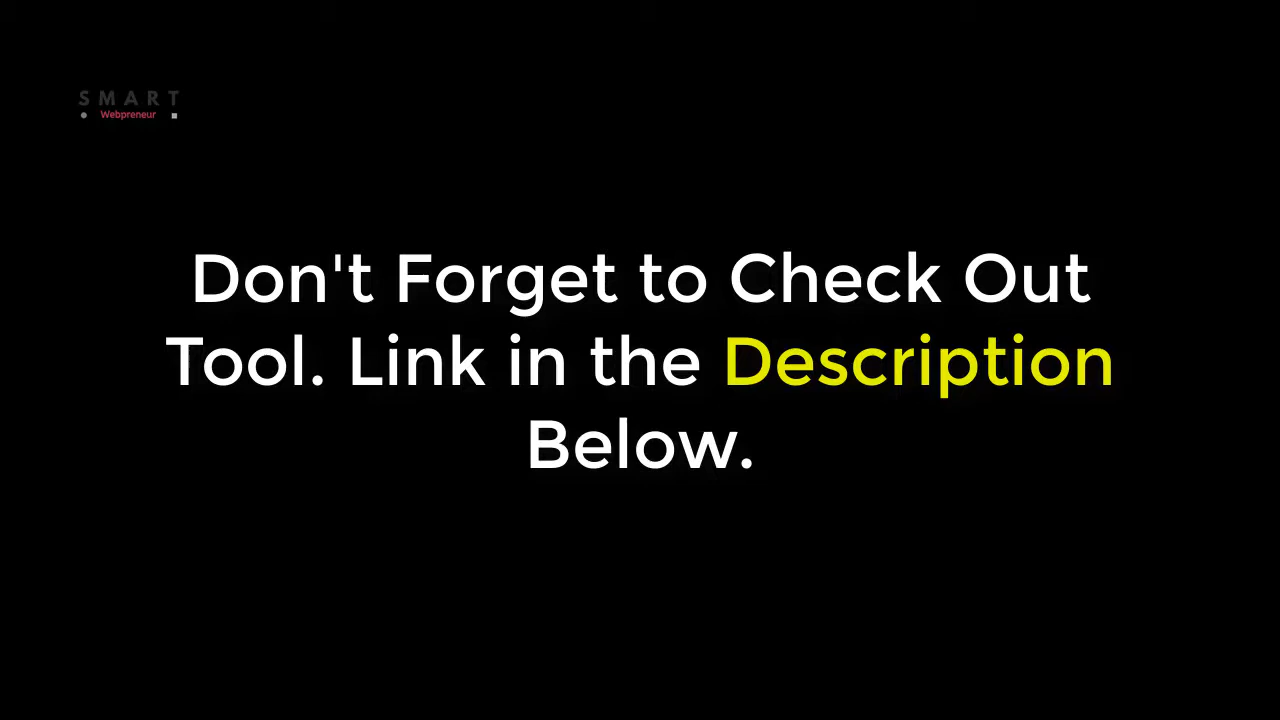 SMART
Webpreneur
Don't Forget to Check Out
Tool. Link in the Description
Below.